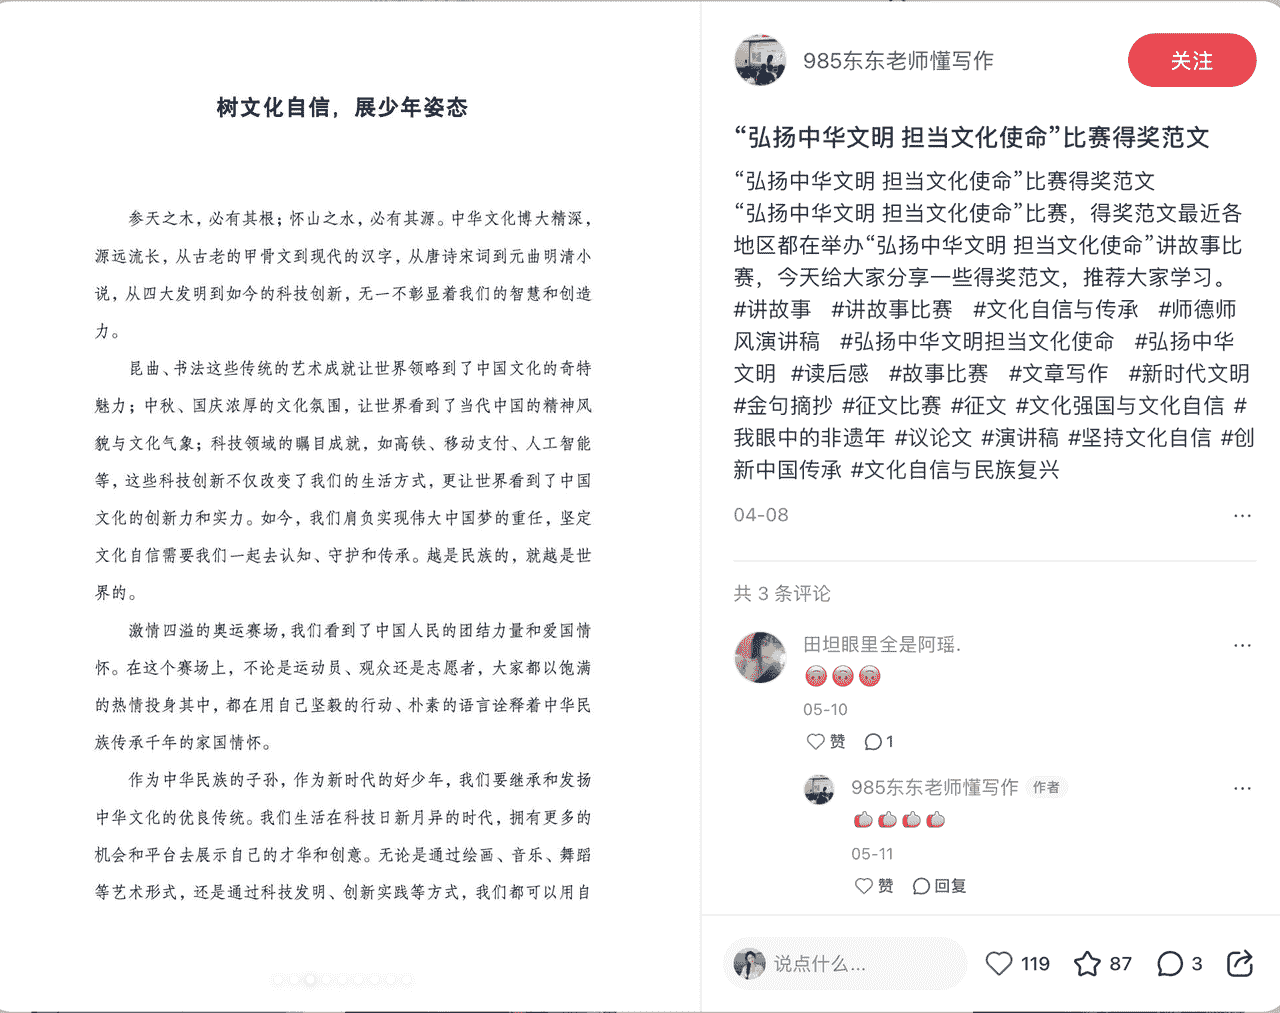 树文化自信，展少年姿态
参天之木，必有其根；怀山之水，必有其源。中华文化博大精深，
源远流长，从古老的甲骨文到现代的汉字，从唐诗宋词到元曲明清小
说，从四大发明到如今的科技创新，无一不彰显着我们的智慧和创造
力。
昆曲、书法这些传统的艺术成就让世界领略到了中国文化的奇特
魅力；中秋、国庆浓厚的文化氛围，让世界看到了当代中国的精神风
貌与文化气象；科技领域的瞩目成就，如高铁、移动支付、人工智能
等，这些科技创新不仅改变了我们的生活方式，更让世界看到了中国
文化的创新力和实力。如今，我们肩负实现伟大中国梦的重任，坚定
文化自信需要我们一起去认知、守护和传承。越是民族的，就越是世
界的。
激情四溢的奥运赛场，我们看到了中国人民的团结力量和爱国情
怀。在这个赛场上，不论是运动员、观众还是志愿者，大家都以饱满
的热情投身其中，都在用自己坚毅的行动、朴素的语言诠释着中华民
族传承千年的家国情怀。
作为中华民族的子孙，作为新时代的好少年，我们要继承和发扬
中华文化的优良传统。我们生活在科技日新月异的时代，拥有更多的
机会和平台去展示自己的才华和创意。无论是通过绘画、音乐、舞蹈
等艺术形式，还是通过科技发明、创新实践等方式，我们都可以用自
985东东老师懂写作
关注
“弘扬中华文明 担当文化使命”比赛得奖范文
“弘扬中华文明 担当文化使命”比赛得奖范文
“弘扬中华文明 担当文化使命”比赛，得奖范文最近各
地区都在举办“弘扬中华文明 担当文化使命”讲故事比
赛，今天给大家分享一些得奖范文，推荐大家学习。
#讲故事 #讲故事比赛 #文化自信与传承 #师德师
风演讲稿 #弘扬中华文明担当文化使命 #弘扬中华
文明 #读后感 #故事比赛 #文章写作 #新时代文明
#金句摘抄 #征文比赛 #征文 #文化强国与文化自信 #
我眼中的非遗年 #议论文 #演讲稿 #坚持文化自信 #创
新中国传承 #文化自信与民族复兴
04-08
共 3 条评论
田坦眼里全是阿瑶.
05-10
赞 1
985东东老师懂写作 作者
05-11
赞 回复
说点什么... 119 87 3